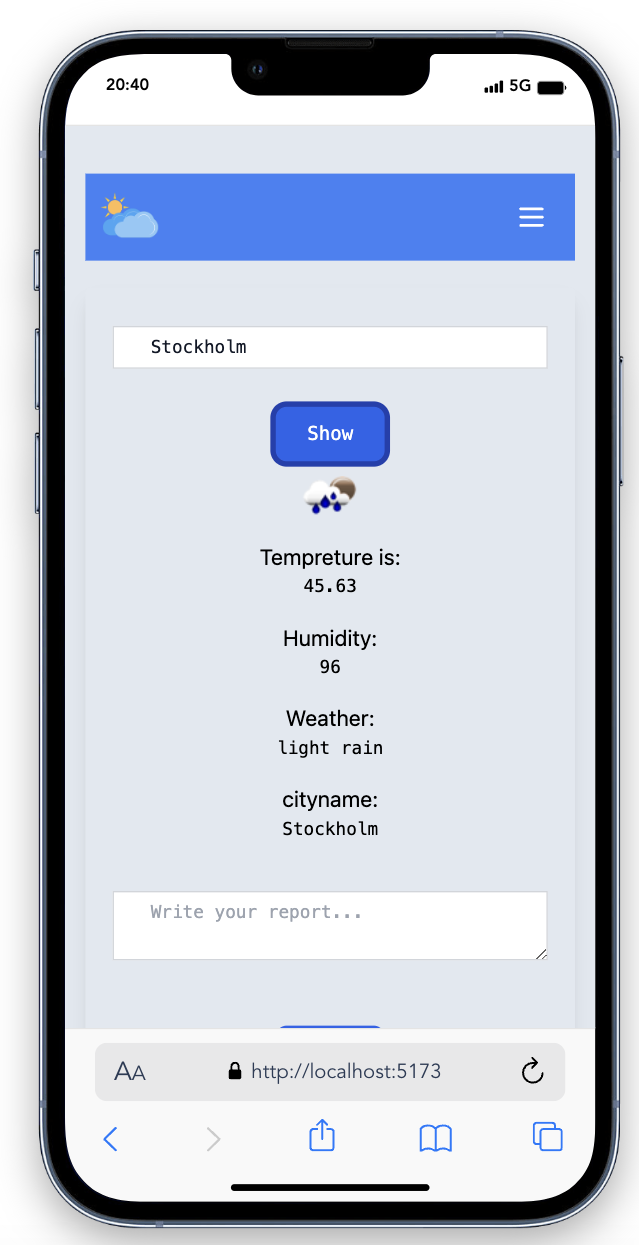 20:40
5G
Stockholm
Show
Tempreture is:
45.63
Humidity:
96
Weather:
light rain
cityname:
Stockholm
Write your report...
AA
http://localhost:5173